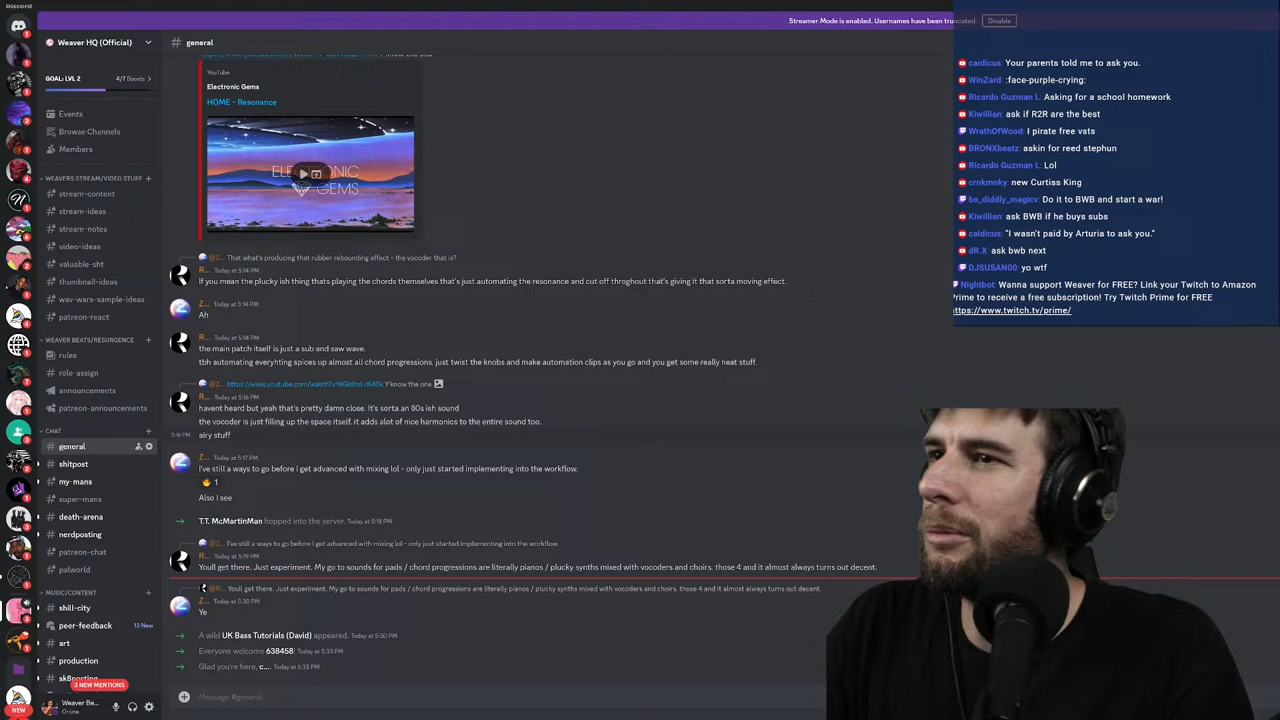 Discord
Streamer Mode is enabled. Usernames have been truncated.
Disable
Weaver HQ (Official)
# general
GOAL: LVL 2
4/7 Boosts >
Events
Browse Channels
Members
WEAVERS STREAM/VIDEO STUFF
stream-content
stream-ideas
stream-notes
video-ideas
valuable-sht
thumbnail-ideas
wav-wars-sample-ideas
patreon-react
WEAVER BEATS/RESURGENCE
rules
role-assign
announcements
patreon-announcements
CHAT
general
shitpost
my-mans
super-mans
death-arena
nerdposting
patreon-chat
palworld
MUSIC/CONTENT
shill-city
peer-feedback
13 New
art
production
sk8posting
3 NEW MENTIONS
NEW
Weaver Be...
Online
YouTube
Electronic Gems
HOME - Resonance
ELECTRONIC
GEMS
@Z... That what's producing that rubber rebounding effect - the vocoder that is?
R... Today at 5:14 PM
If you mean the plucky ish thing thats playing the chords themselves that's just automating the resonance and cut off throghout that's giving it that sorta moving effect.
Z... Today at 5:14 PM
Ah
R... Today at 5:14 PM
the main patch itself is just a sub and saw wave.
tbh automating everyhting spices up almost all chord progressions, just twist the knobs and make automation clips as you go and you get some really neat stuff.
Y'know the one
R... Today at 5:16 PM
havent heard but yeah that's pretty damn close. It's sorta an 80s ish sound
the vocoder is just filling up the space itself, it adds alot of nice harmonics to the entire sound too.
5:16 PM airy stuff
Z... Today at 5:17 PM
I've still a ways to go before I get advanced with mixing lol - only just started implementing into the workflow.
1
Also I see
T.T. McMartinMan hopped into the server. Today at 5:18 PM
@Z... I've still a ways to go before I get advanced with mixing lol - only just started implementing into the workflow.
R... Today at 5:19 PM
Youll get there. Just experiment. My go to sounds for pads / chord progressions are literally pianos / plucky synths mixed with vocoders and choirs. those 4 and it almost always turns out decent.
@R... Youll get there. Just experiment. My go to sounds for pads / chord progressions are literally pianos / plucky synths mixed with vocoders and choirs. those 4 and it almost always turns out decent.
Z... Today at 5:30 PM
Ye
A wild UK Bass Tutorials (David) appeared. Today at 5:30 PM
Everyone welcome 638458! Today at 5:33 PM
Glad you're here, c... Today at 6:33 PM
Message #general
caidicus: Your parents told me to ask you.
WinZard: :face-purple-crying:
Ricardo Guzman L: Asking for a school homework
Kiwillian: ask if R2R are the best
WrathOfWood: I pirate free vsts
BRONXbeatz: askin for reed stephun
Ricardo Guzman L: Lol
crnkmnky: new Curtiss King
bo_diddly_magicv: Do it to BWB and start a war!
Kiwillian: ask BWB if he buys subs
caidicus: "I wasn't paid by Arturia to ask you."
dR.X: ask bwb next
DJSUSAN00: yo wtf
Nightbot: Wanna support Weaver for FREE? Link your Twitch to Amazon
Prime to receive a free subscription! Try Twitch Prime for FREE
https://www.twitch.tv/prime/